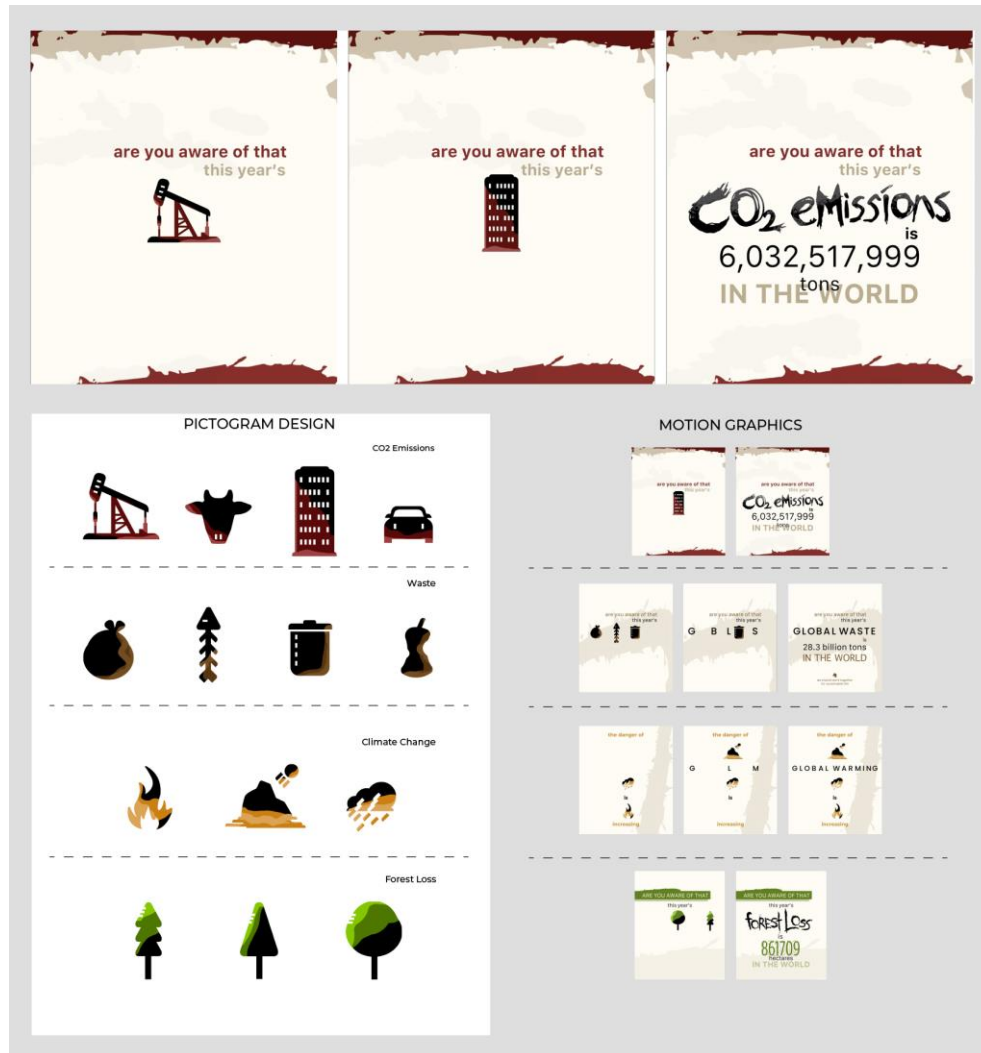 are you aware of that
this year's
are you aware of that
this year's
are you aware of that
this year's
CO2 eMissions
is
6,032,517,999
tons
IN THE WORLD
PICTOGRAM DESIGN
CO2 Emissions
Waste
Climate Change
Forest Loss
MOTION GRAPHICS
are you aware of that
this year's
are you aware of that
this year's
CO2 eMissions
is
6,032,517,999
tons
IN THE WORLD
are you aware of that
this year's
are you aware of that
this year's
G B L S
are you aware of that
this year's
GLOBAL WASTE
is
28.3 billion tons
IN THE WORLD
the danger of
is
increasing
the danger of
G L M
is
increasing
the danger of
GLOBAL WARMING
is
increasing
ARE YOU AWARE OF THAT
this year's
ARE YOU AWARE OF THAT
this year's
foREST LoSS
is
861709
hectares
IN THE WORLD